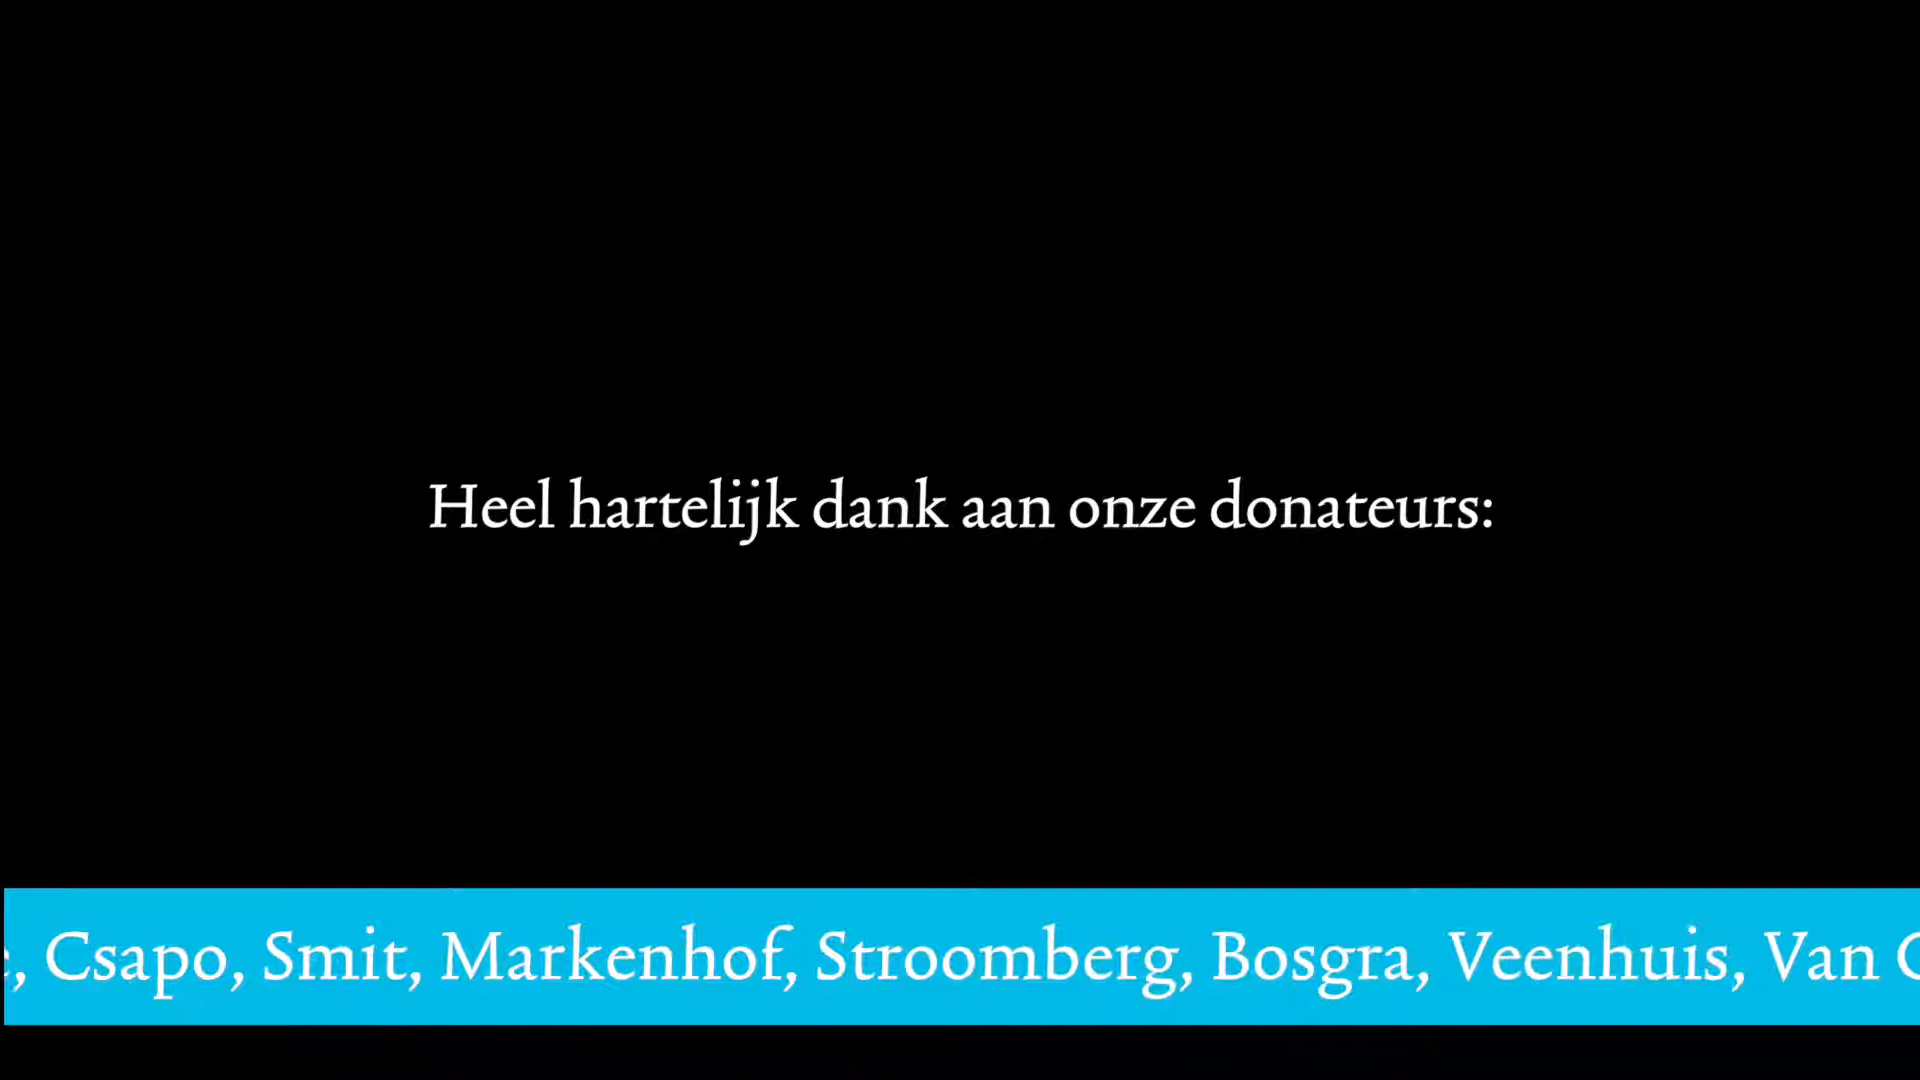 Heel hartelijk dank aan onze donateurs:
, Csapo, Smit, Markenhof, Stroomberg, Bosgra, Veenhuis, Van